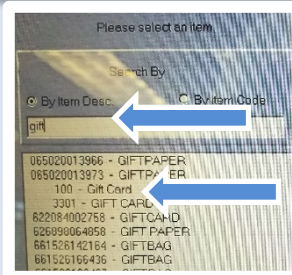 Please select an item
Search By
By Item Desc. By Item Code
gift
065020013966 - GIFTPAPER
065020013973 - GIFTPAPER
100 - Gift Card
3301 - GIFT CARD
622084002758 - GIFTCARD
626898064858 - GIFT PAPER
661526142164 - GIFTBAG
661526166436 - GIFTBAG